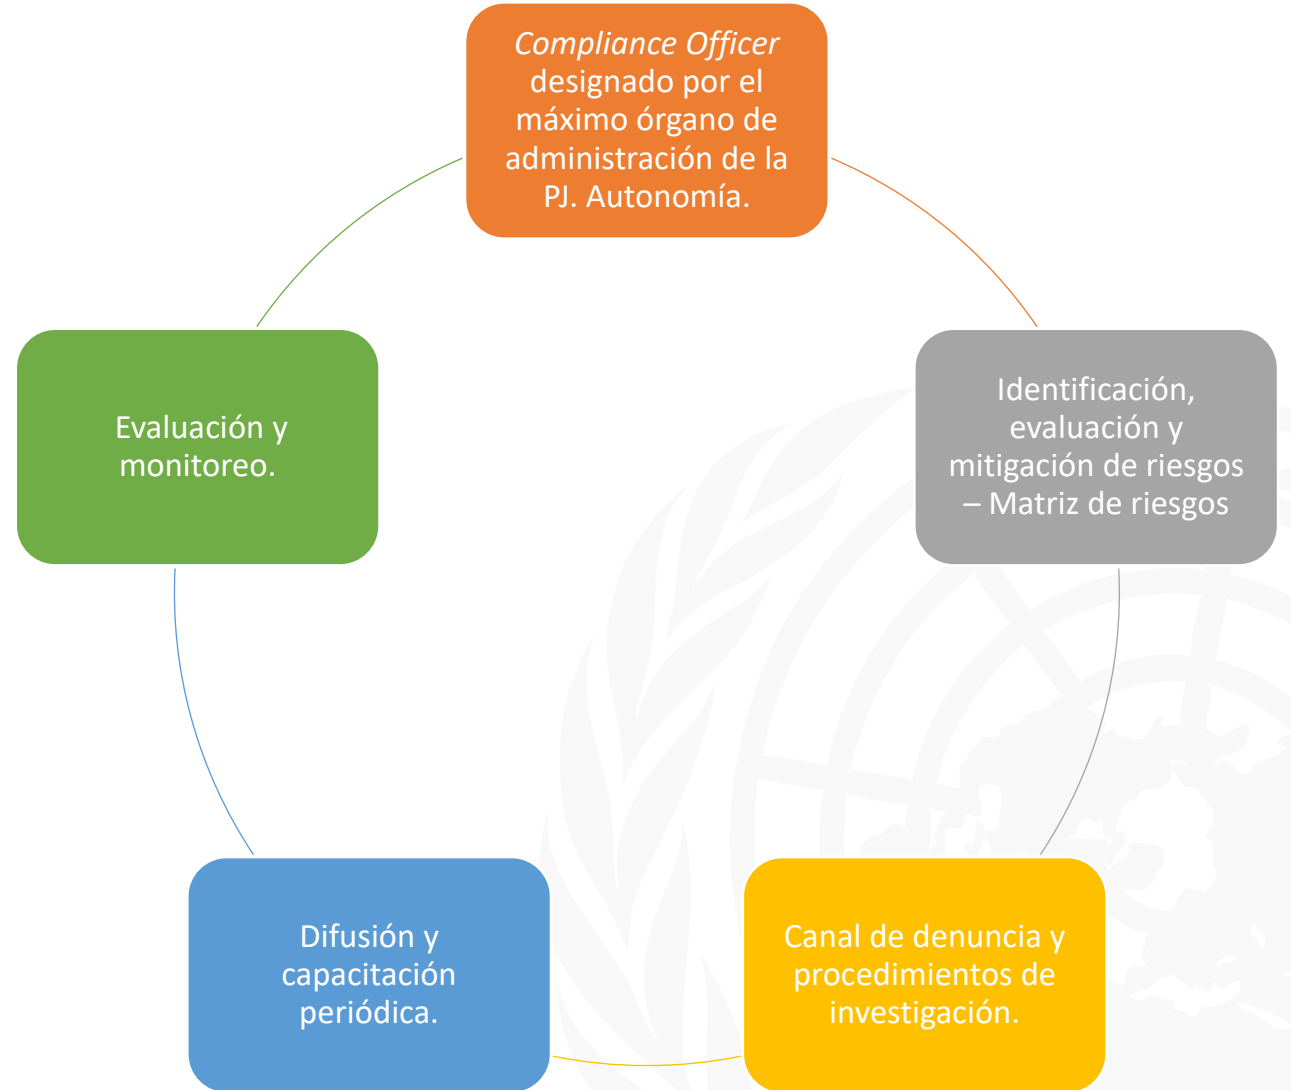 Compliance Officer
designado por el
máximo órgano de
administración de la
PJ. Autonomía.
Identificación,
evaluación y
mitigación de riesgos
– Matriz de riesgos
Canal de denuncia y
procedimientos de
investigación.
Difusión y
capacitación
periódica.
Evaluación y
monitoreo.